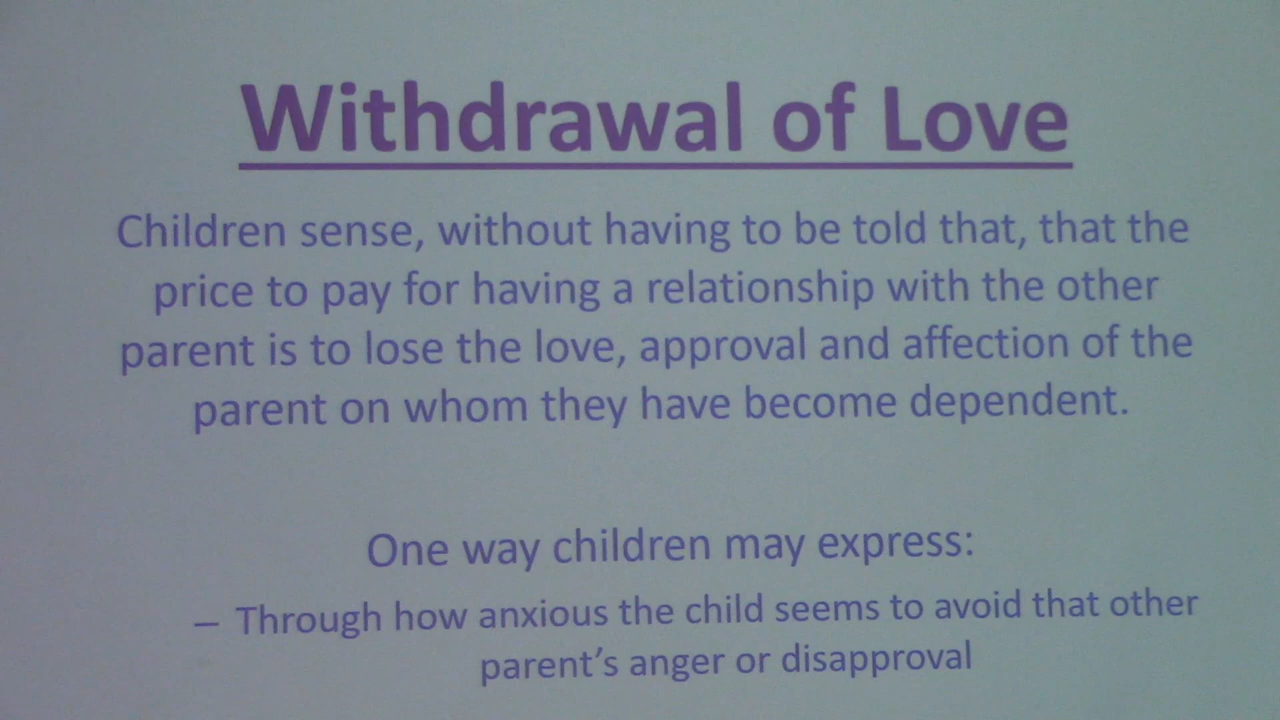 Withdrawal of Love
Children sense, without having to be told that, that the
price to pay for having a relationship with the other
parent is to lose the love, approval and affection of the
parent on whom they have become dependent.
One way children may express:
– Through how anxious the child seems to avoid that other
parent's anger or disapproval